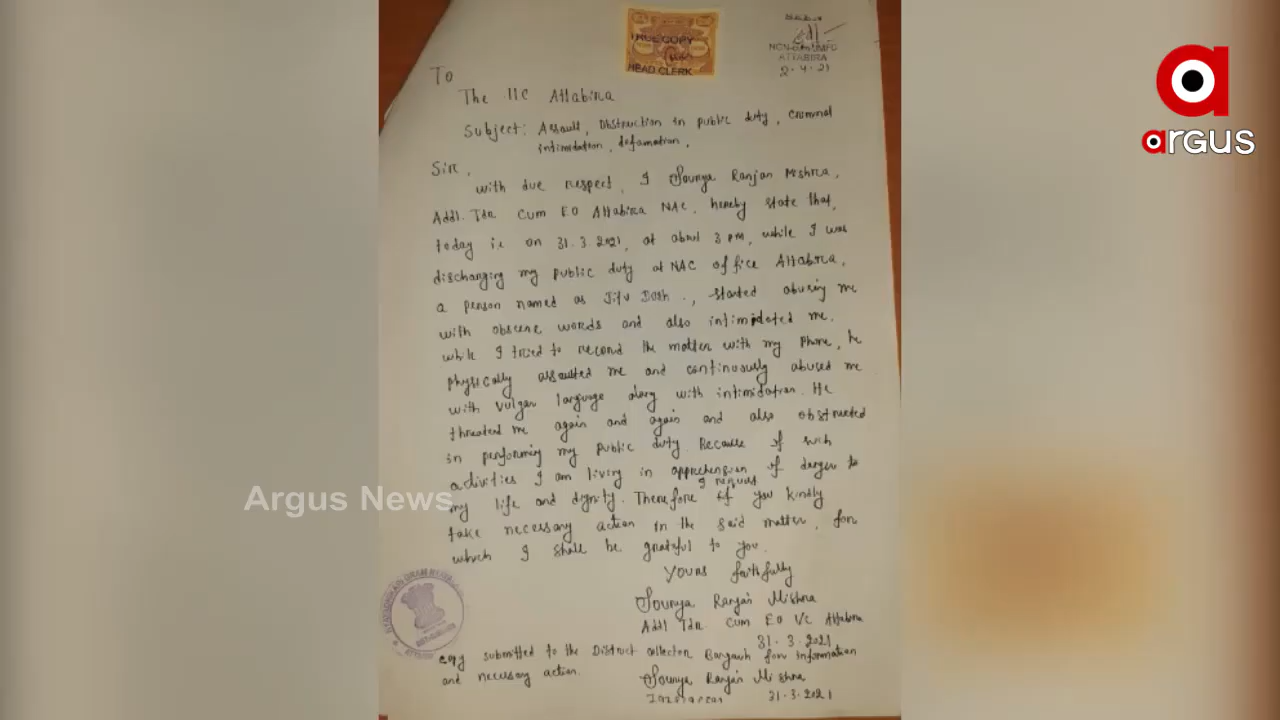 argus
TRUE COPY
HEAD CLERK
ATTABIRA
2-4-21
To
The IIC Attabira
Subject: Assault, Obstruction in public duty, criminal
intimidation, defamation.
Sir,
with due respect, I Sounya Ranjan Mishra,
Addl. Tdr Cum EO Attabira NAC, hereby state that,
today i.e on 31.3.2021, at about 3 PM, while I was
discharging my public duty at NAC office Attabira,
a person named as Jitu Dash., started abusing me
with obscene words and also intimidated me.
while I tried to record the matter with my phone, he
physically assaulted me and continuously abused me
with vulgar language along with intimidation. He
threated me again and again and also obstructed
in performing my public duty. Because of such
activities I am living in apprehension of danger to
I request
my life and dignity. Therefore if you kindly
take necessary action in the said matter, for
which I shall be grateful to you.
Yours faithfully
Sounya Ranjan Mishra
Addl Tdr Cum EO I/C Attabira
31.3.2021
copy submitted to the District collector Bargarh for information
and necessary action.
Sounya Ranjan Mishra
31-3-2021
Argus News